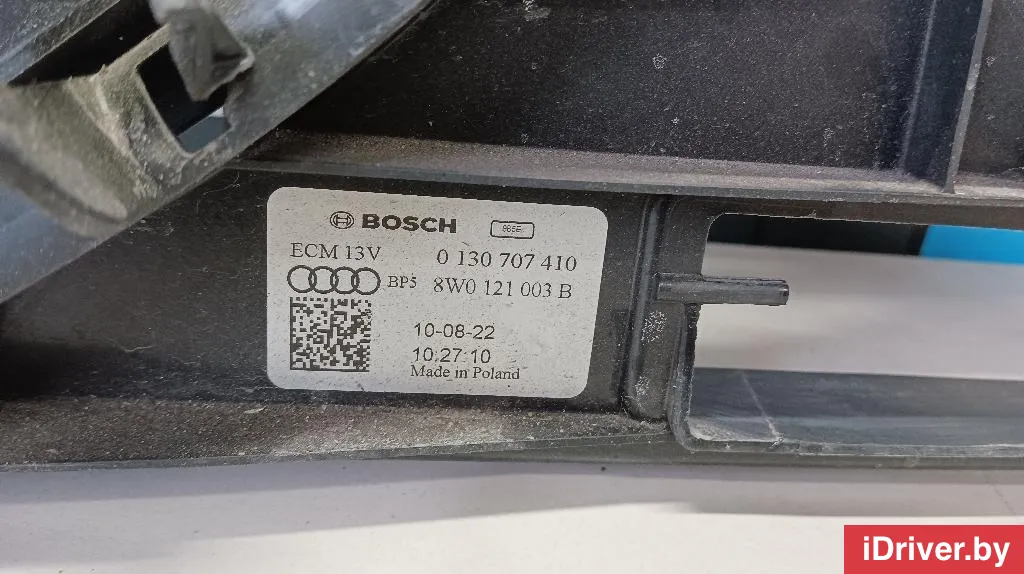 BOSCH
ECM 13V 0 130 707 410
BP5 8W0 121 003 B
10-08-22
10:27:10
Made in Poland
iDriver.by